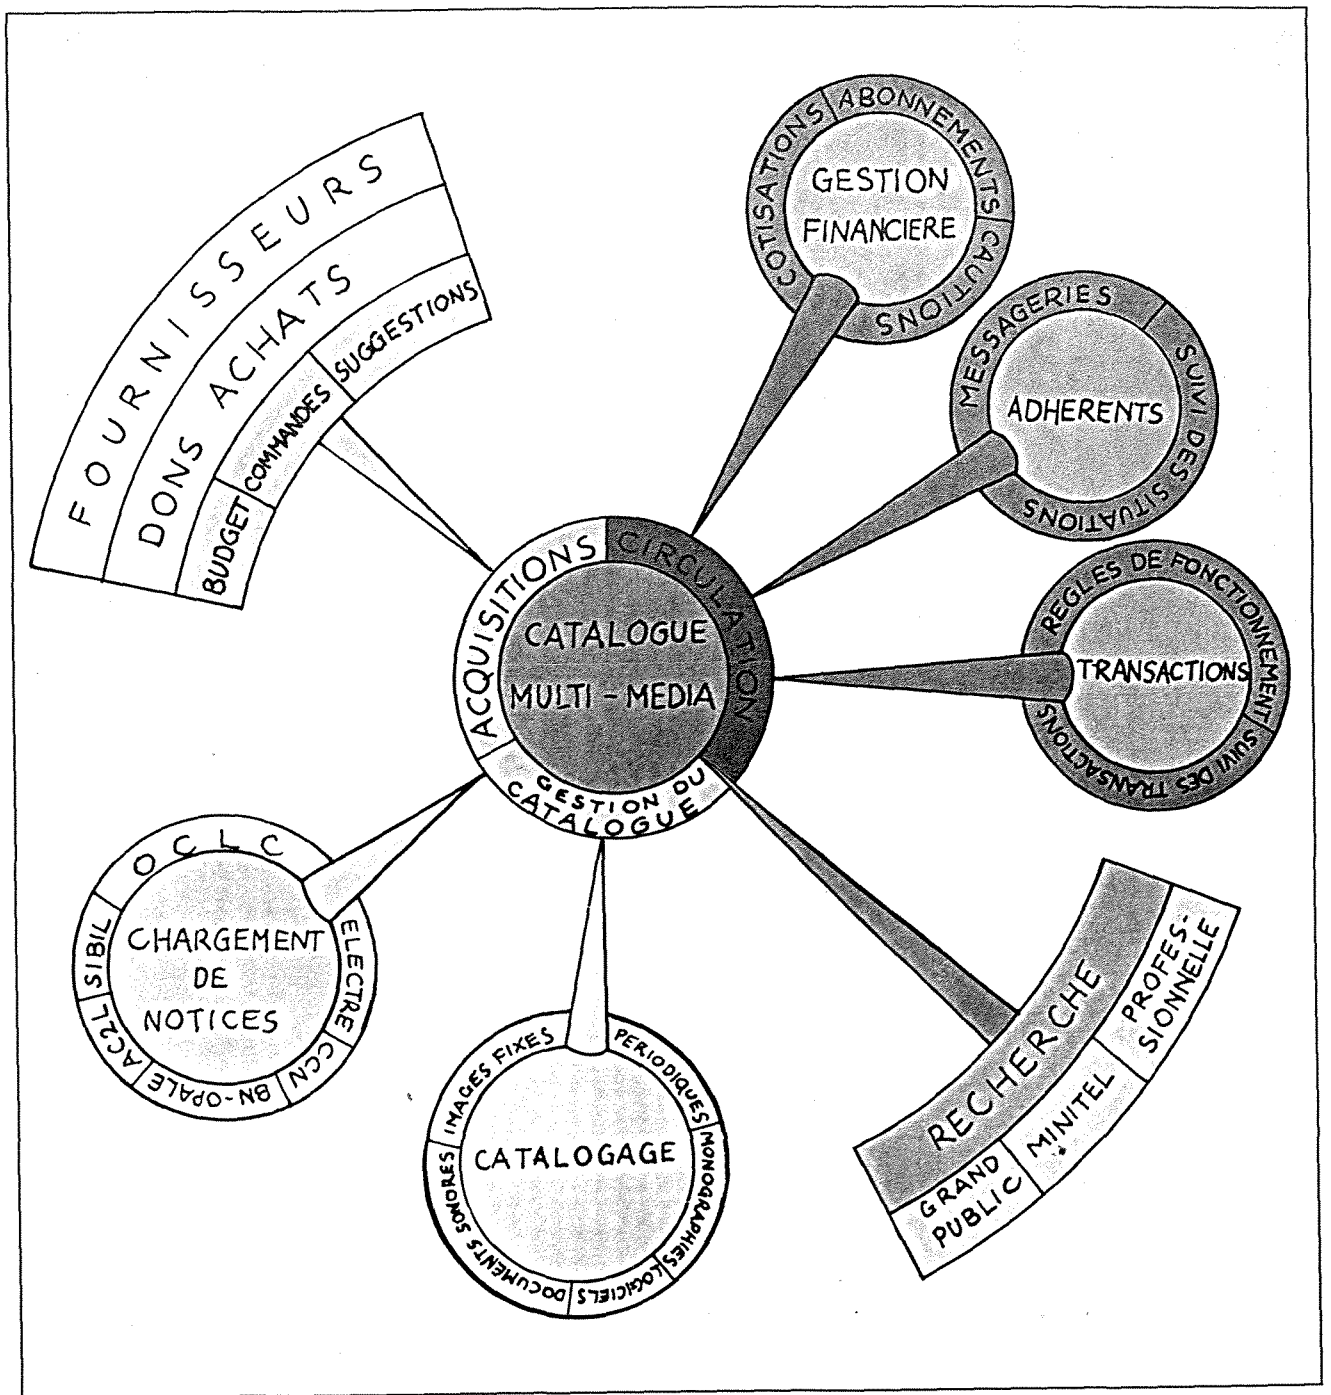 FOURNISSEURS
DONS ACHATS
BUDGET
COMMANDES
SUGGESTIONS
COTISATIONS
ABONNEMENTS
CAUTIONS
GESTION
FINANCIERE
MESSAGERIES
SUIVI DES SITUATIONS
ADHERENTS
REGLES DE FONCTIONNEMENT
SUIVI DES TRANSACTIONS
TRANSACTIONS
ACQUISITIONS
CIRCULATION
CATALOGUE
MULTI-MEDIA
GESTION DU
CATALOGUE
OCLC
ELECTRE
CCN
BN-OPALE
AC2L
SIBIL
CHARGEMENT
DE
NOTICES
IMAGES FIXES
PERIODIQUES
MONOGRAPHIES
LOGICIELS
DOCUMENTS SONORES
CATALOGAGE
RECHERCHE
GRAND
PUBLIC
MINITEL
PROFES-
SIONNELLE